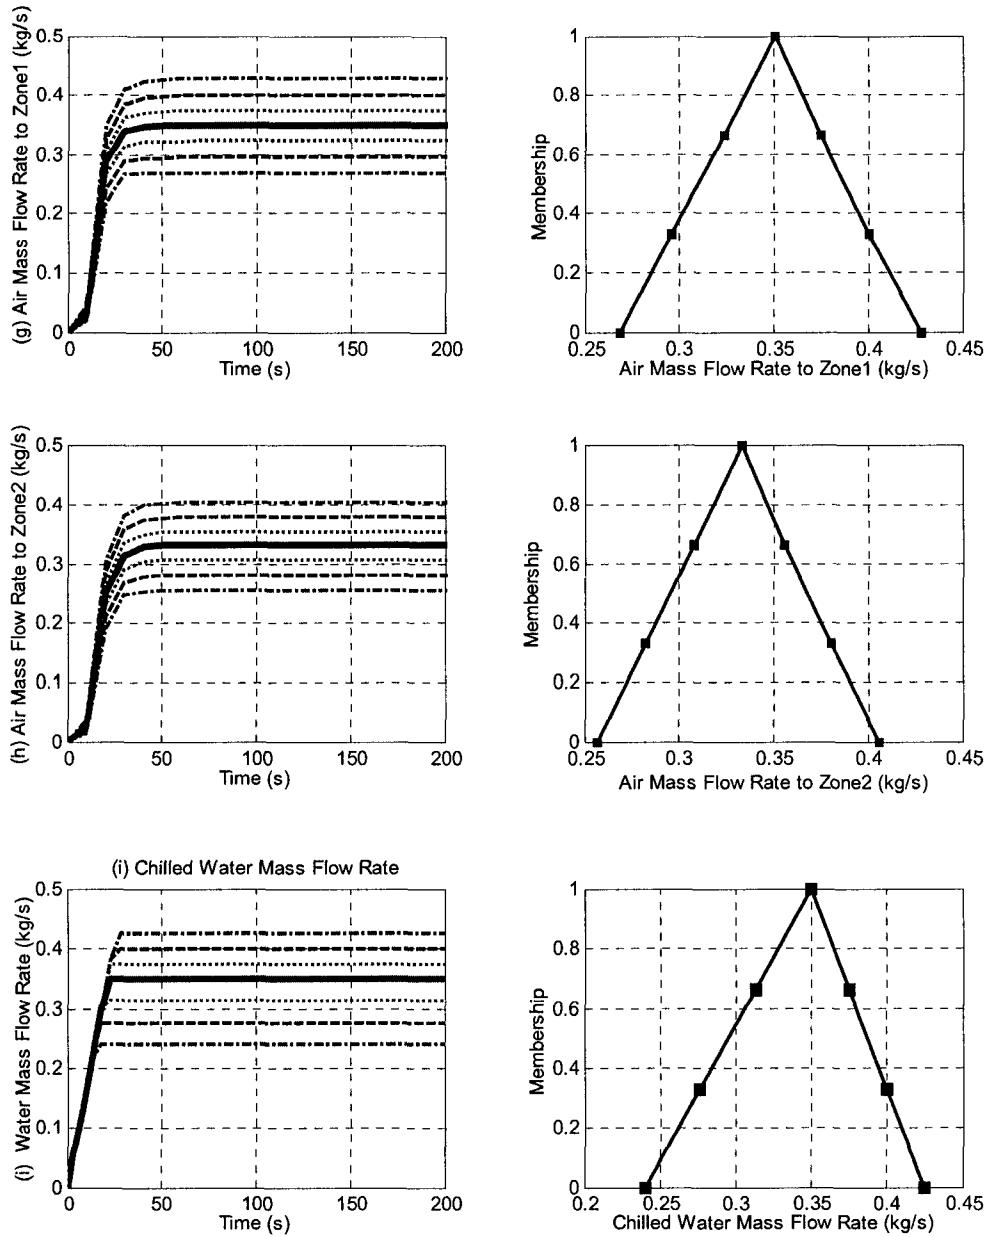 (g) Air Mass Flow Rate to Zone1 (kg/s)
0.5
0.4
0.3
0.2
0.1
0
0 50 100 150 200
Time (s)
Membership
1
0.8
0.6
0.4
0.2
0
0.25 0.3 0.35 0.4 0.45
Air Mass Flow Rate to Zone1 (kg/s)
(h) Air Mass Flow Rate to Zone2 (kg/s)
0.5
0.4
0.3
0.2
0.1
0
0 50 100 150 200
Time (s)
Membership
1
0.8
0.6
0.4
0.2
0
0.25 0.3 0.35 0.4 0.45
Air Mass Flow Rate to Zone2 (kg/s)
(i) Chilled Water Mass Flow Rate
(i) Water Mass Flow Rate (kg/s)
0.5
0.4
0.3
0.2
0.1
0
0 50 100 150 200
Time (s)
Membership
1
0.8
0.6
0.4
0.2
0
0.2 0.25 0.3 0.35 0.4 0.45
Chilled Water Mass Flow Rate (kg/s)